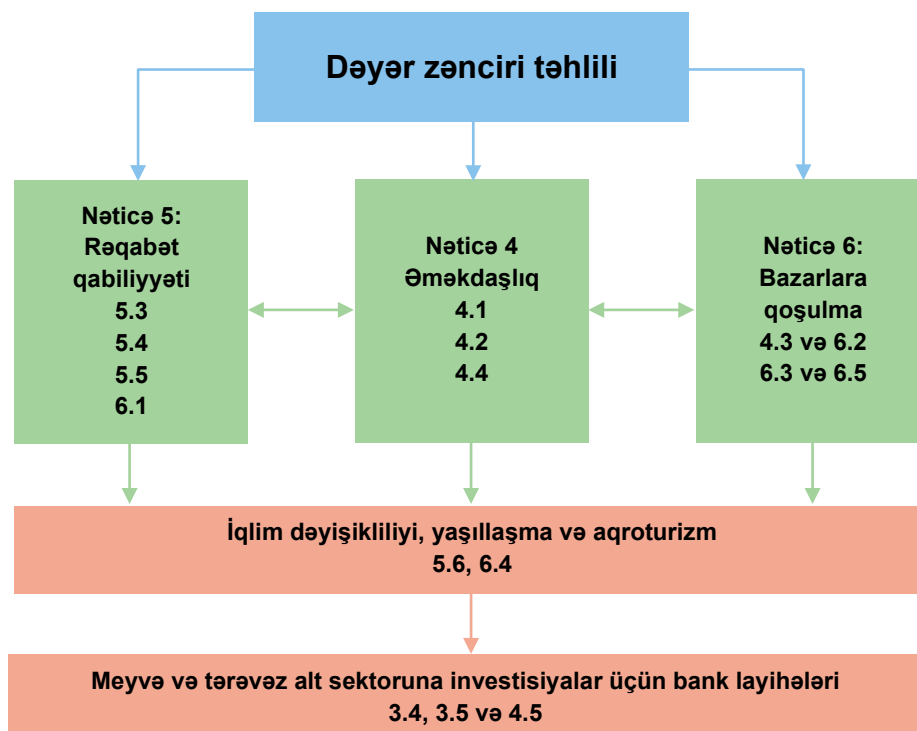 Dəyər zənciri təhlili
Nəticə 5:
Rəqabət
qabiliyyəti
5.3
5.4
5.5
6.1
Nəticə 4
Əməkdaşlıq
4.1
4.2
4.4
Nəticə 6:
Bazarlara
qoşulma
4.3 və 6.2
6.3 və 6.5
İqlim dəyişikliliyi, yaşıllaşma və aqroturizm
5.6, 6.4
Meyvə və tərəvəz alt sektoruna investisiyalar üçün bank layihələri
3.4, 3.5 və 4.5